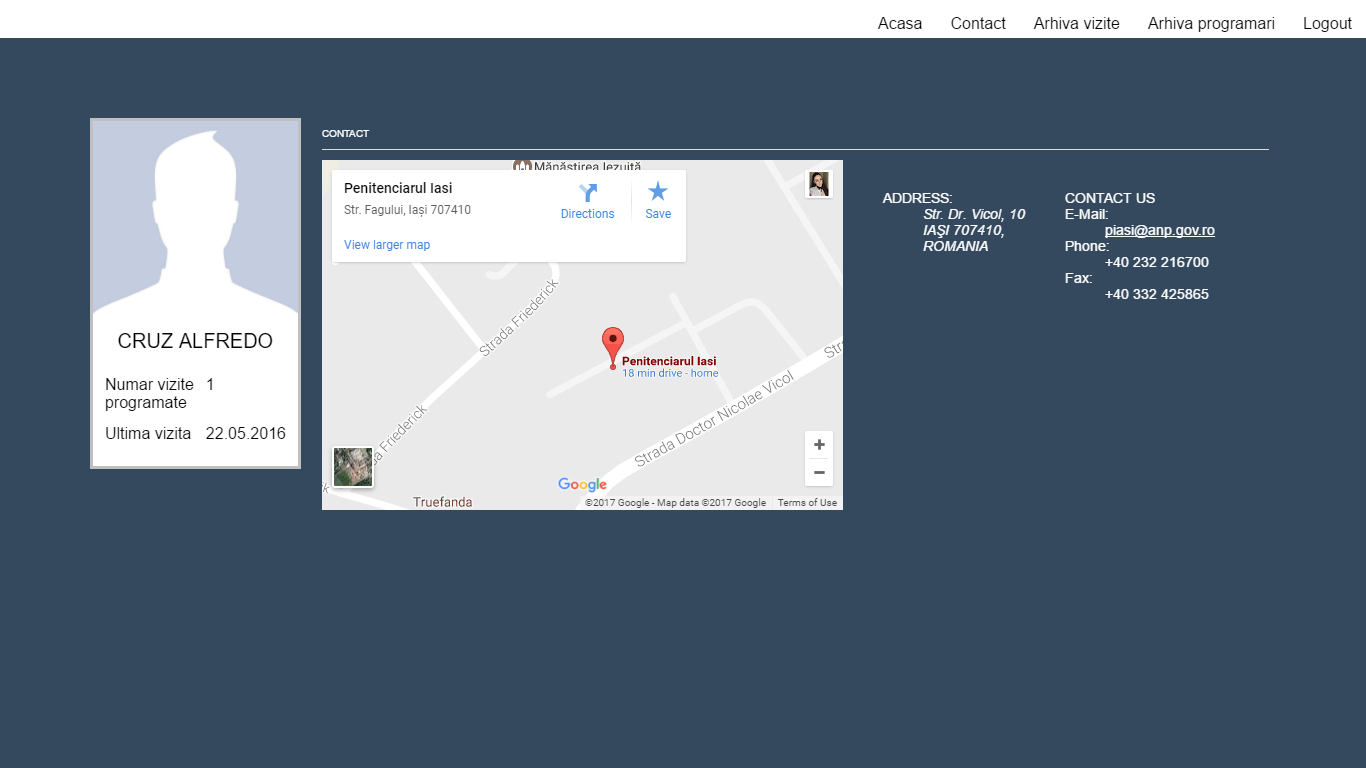 Acasa Contact Arhiva vizite Arhiva programari Logout
CRUZ ALFREDO
Numar vizite 1
programate
Ultima vizita 22.05.2016
CONTACT
Mănăstirea Iezuită
Penitenciarul Iasi
Str. Fagului, Iași 707410
Directions
Save
View larger map
Strada Friederick
Penitenciarul Iasi
18 min drive - home
Strada Doctor Nicolae Vicol
Stra
da Friederick
k
Truefanda
+
−
Google
©2017 Google - Map data ©2017 Google Terms of Use
ADDRESS:
Str. Dr. Vicol, 10
IAŞI 707410,
ROMANIA
CONTACT US
E-Mail:
piasi@anp.gov.ro
Phone:
+40 232 216700
Fax:
+40 332 425865